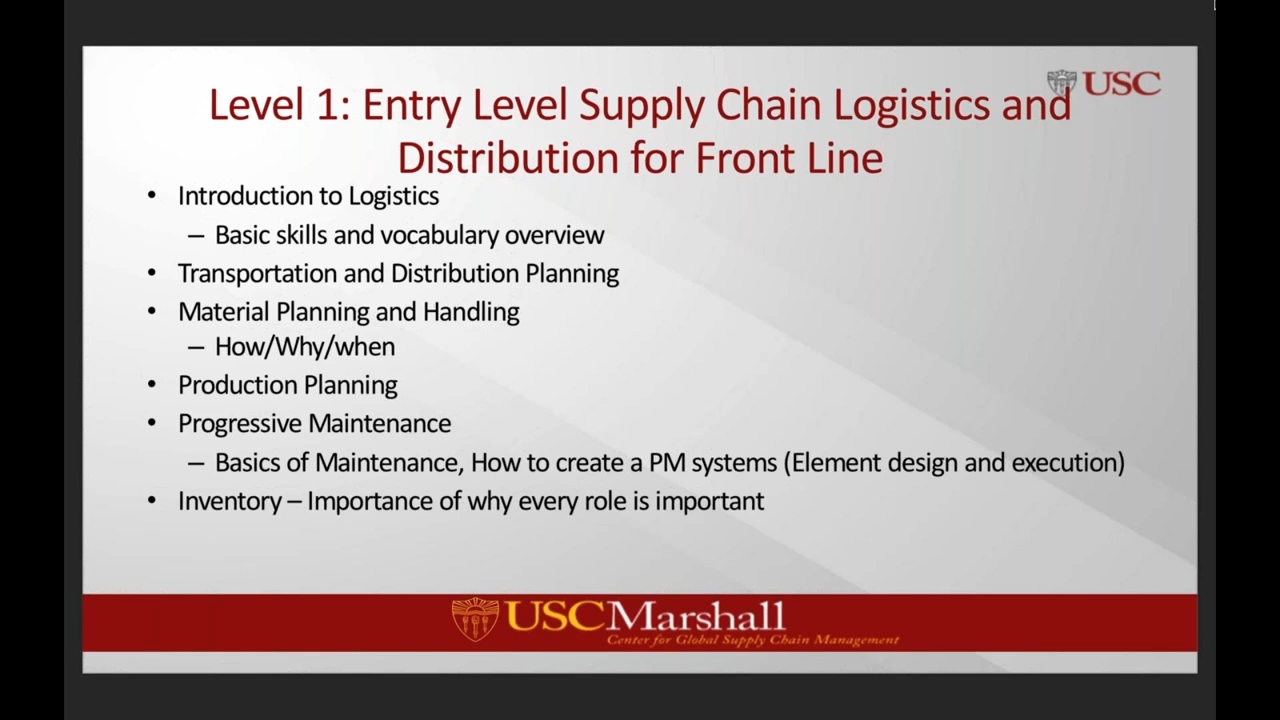 USC
Level 1: Entry Level Supply Chain Logistics and
Distribution for Front Line
• Introduction to Logistics
– Basic skills and vocabulary overview
• Transportation and Distribution Planning
• Material Planning and Handling
– How/Why/when
• Production Planning
• Progressive Maintenance
– Basics of Maintenance, How to create a PM systems (Element design and execution)
• Inventory – Importance of why every role is important
USCMarshall
Center for Global Supply Chain Management